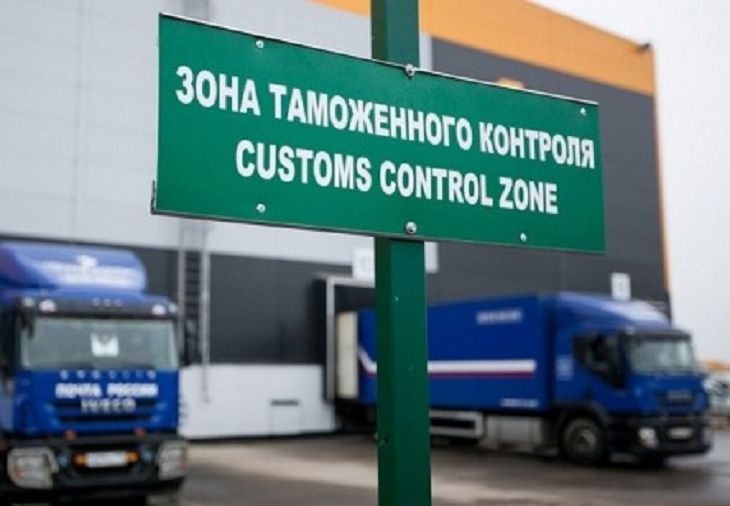 ЗОНА ТАМОЖЕННОГО КОНТРОЛЯ
CUSTOMS CONTROL ZONE
ПОЧТА РОССИИ
IVECO